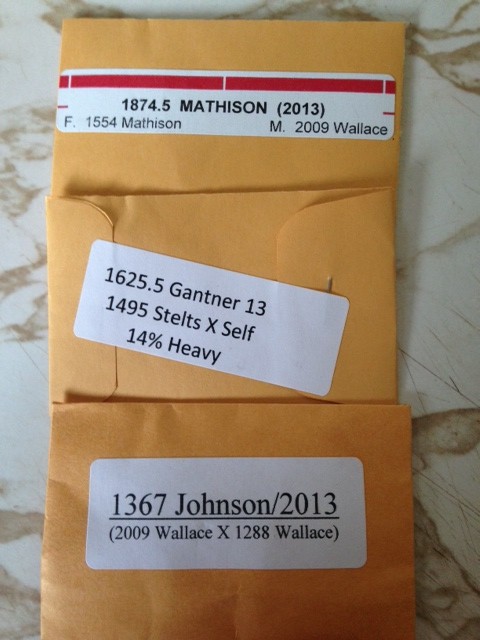 1874.5 MATHISON (2013)
F. 1554 Mathison M. 2009 Wallace
1625.5 Gantner 13
1495 Stelts X Self
14% Heavy
1367 Johnson/2013
(2009 Wallace X 1288 Wallace)